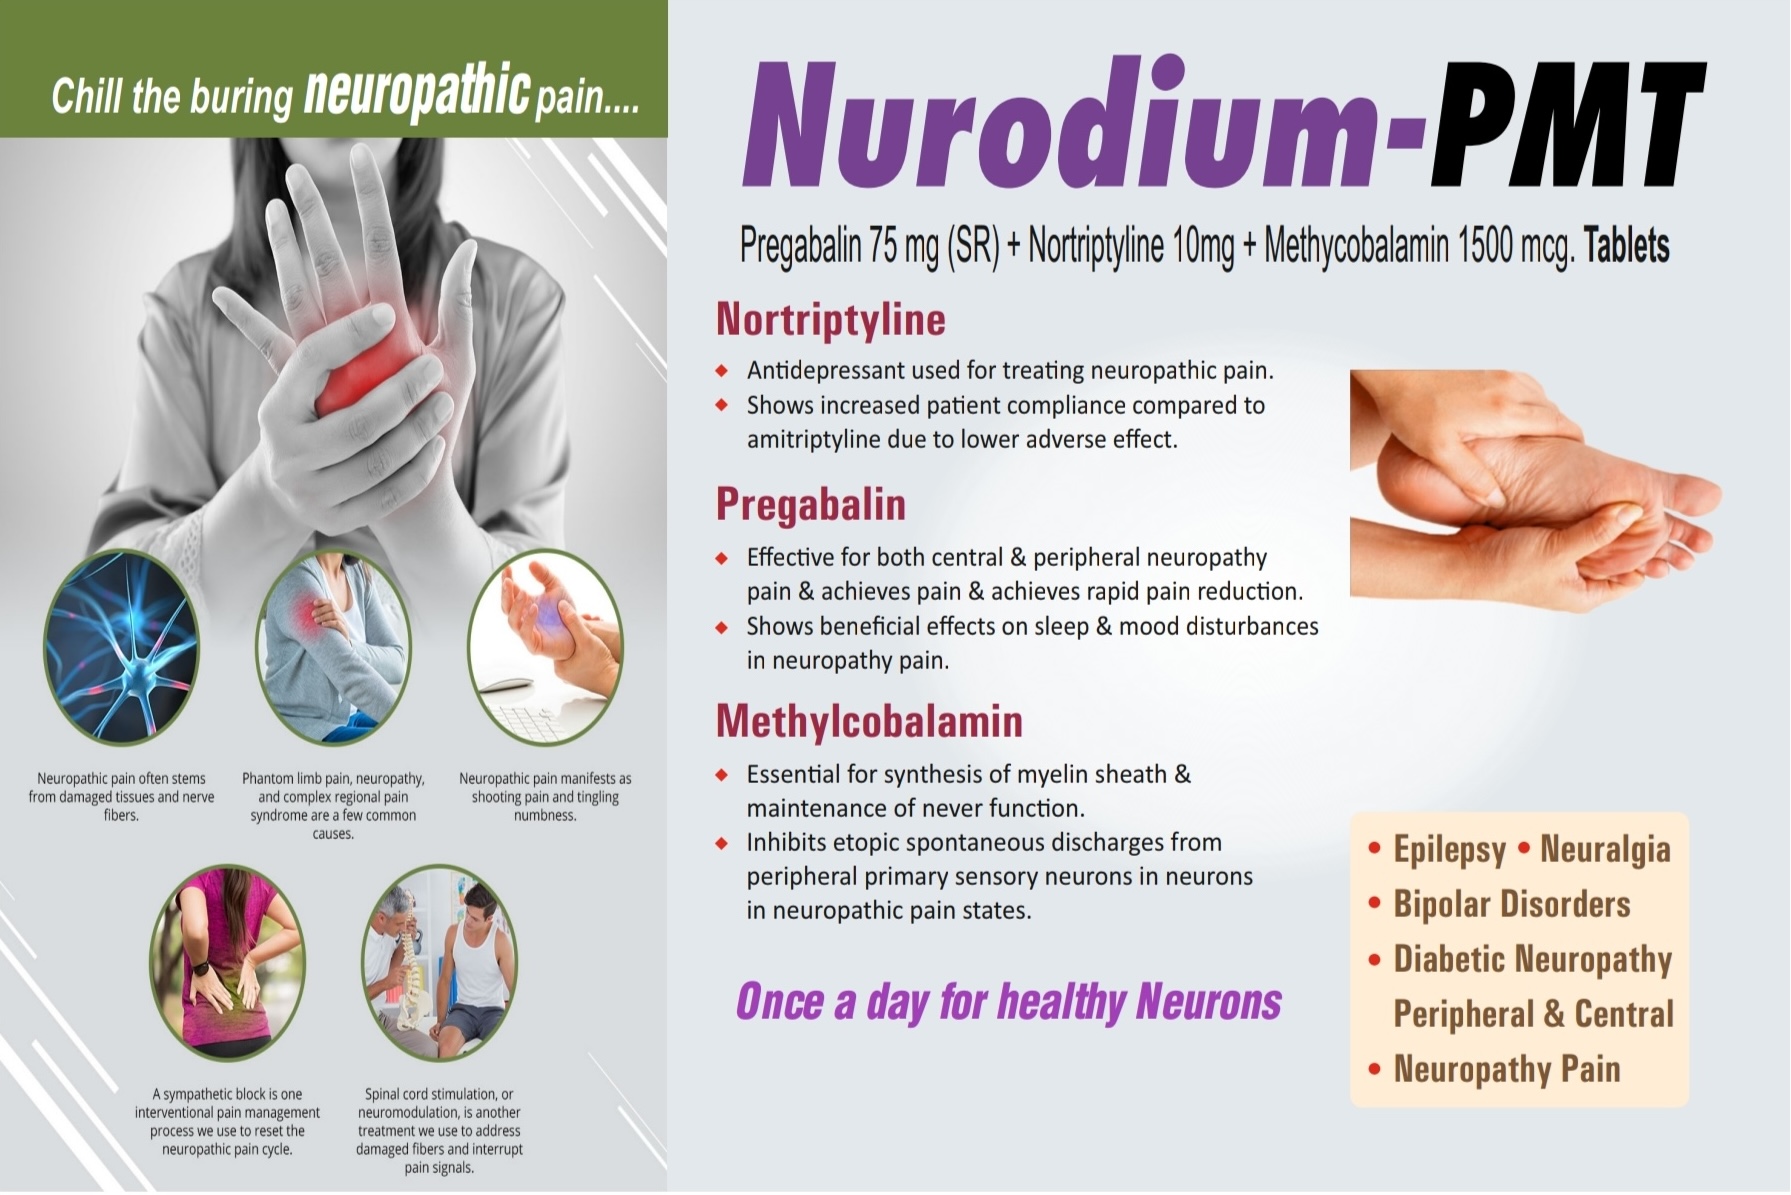 Chill the buring neuropathic pain....
Neuropathic pain often stems
from damaged tissues and nerve
fibers.
Phantom limb pain, neuropathy,
and complex regional pain
syndrome are a few common
causes.
Neuropathic pain manifests as
shooting pain and tingling
numbness.
A sympathetic block is one
interventional pain management
process we use to reset the
neuropathic pain cycle.
Spinal cord stimulation, or
neuromodulation, is another
treatment we use to address
damaged fibers and interrupt
pain signals.
Nurodium-PMT
Pregabalin 75 mg (SR) + Nortriptyline 10mg + Methycobalamin 1500 mcg. Tablets
Nortriptyline
◆ Antidepressant used for treating neuropathic pain.
◆ Shows increased patient compliance compared to
amitriptyline due to lower adverse effect.
Pregabalin
◆ Effective for both central & peripheral neuropathy
pain & achieves pain & achieves rapid pain reduction.
◆ Shows beneficial effects on sleep & mood disturbances
in neuropathy pain.
Methylcobalamin
◆ Essential for synthesis of myelin sheath &
maintenance of never function.
◆ Inhibits etopic spontaneous discharges from
peripheral primary sensory neurons in neurons
in neuropathic pain states.
Once a day for healthy Neurons
• Epilepsy • Neuralgia
• Bipolar Disorders
• Diabetic Neuropathy
Peripheral & Central
• Neuropathy Pain